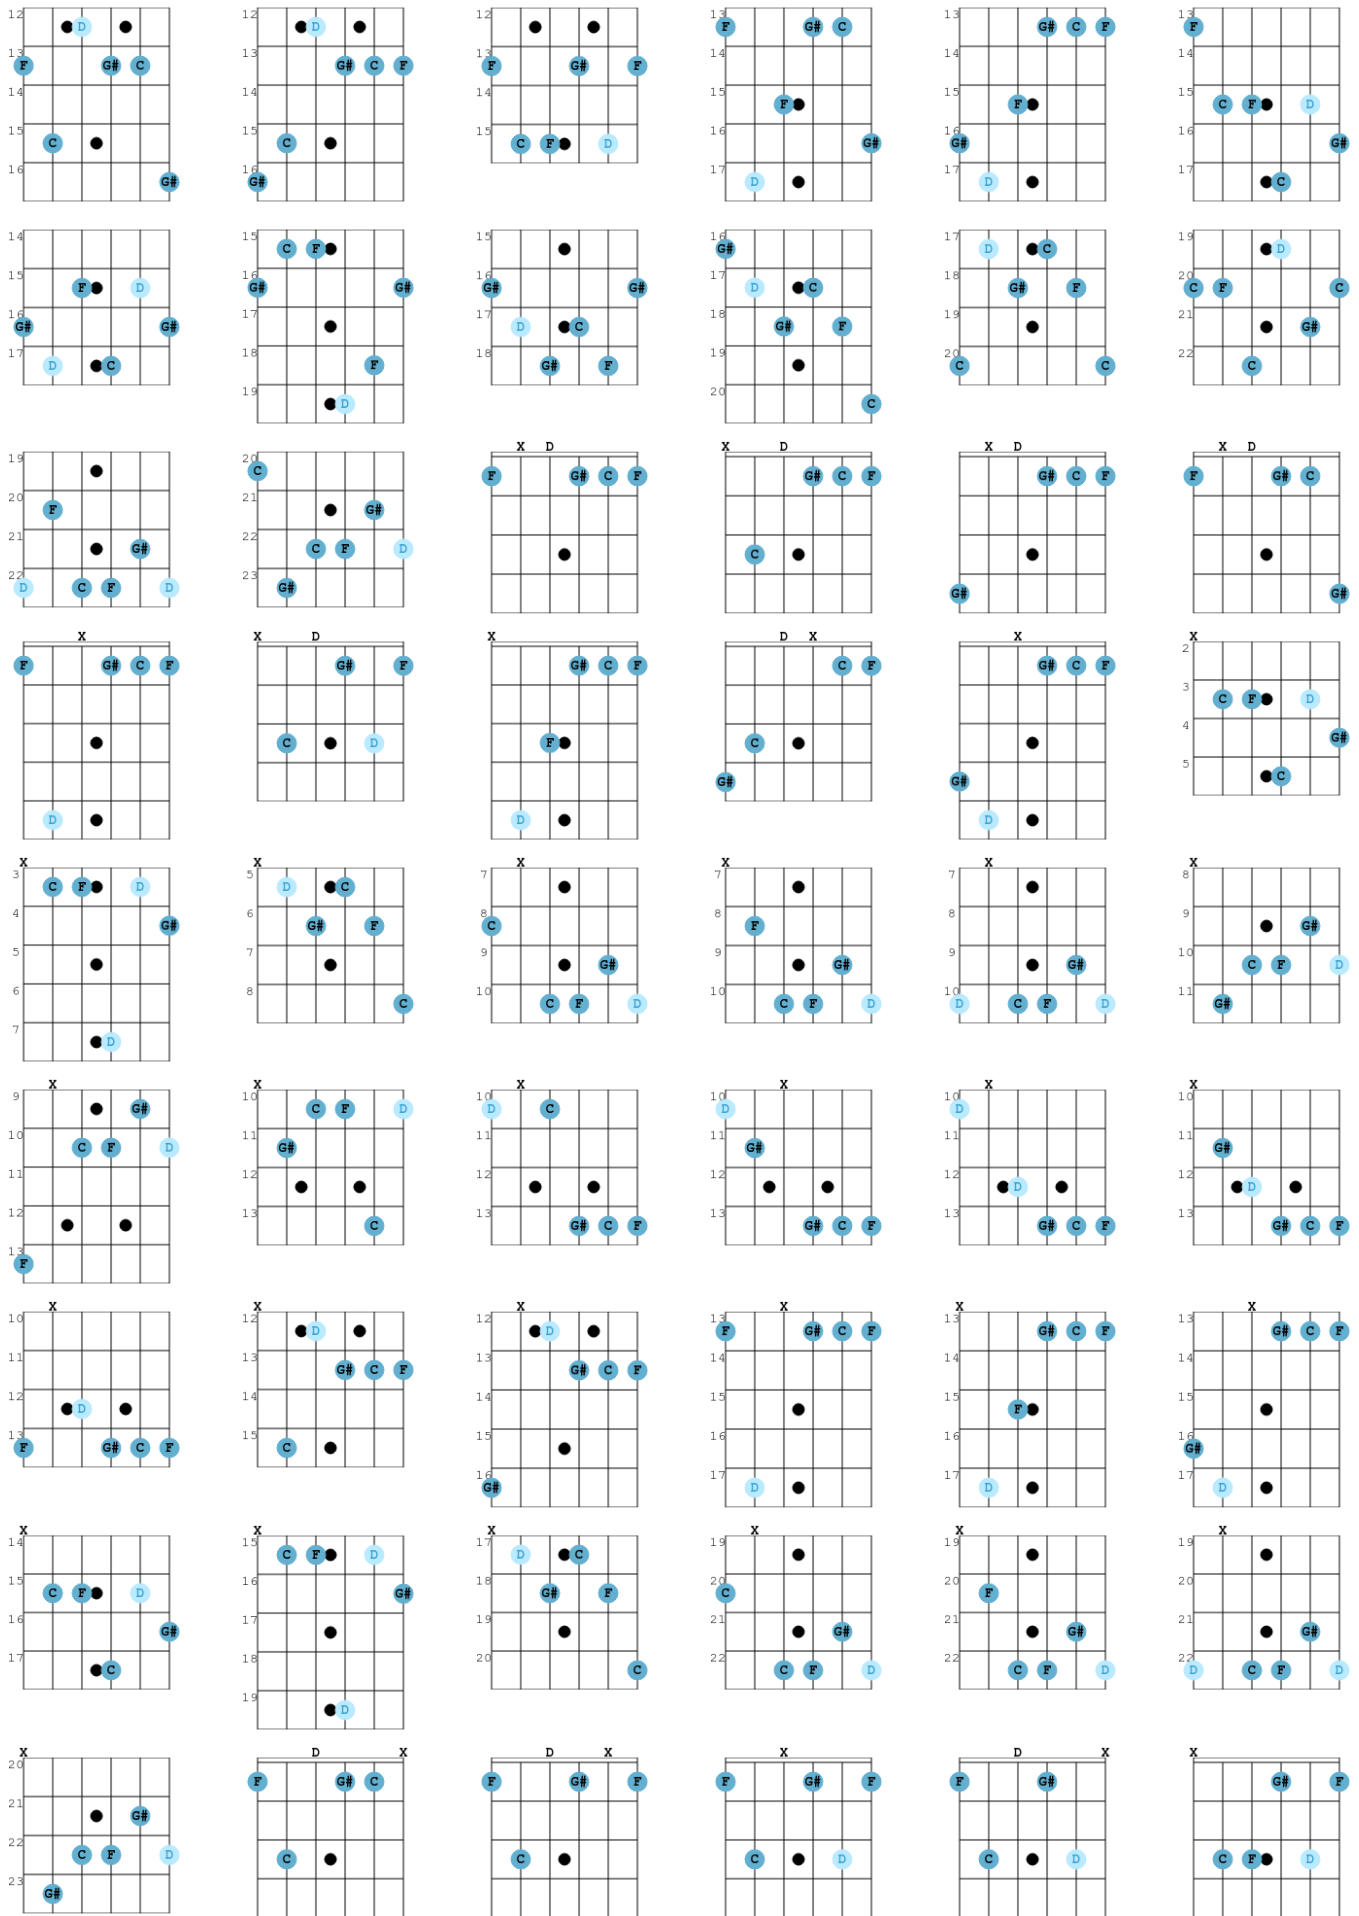 12 D 12 D 12 13 F G# C 13 G# C F 13 F
13 F G# C 13 G# C F 13 F G# F 14 14 14
14 14 14 15 F 15 F 15 C F D
15 C 15 C 15 C F D 16 G# 16 G# 16 G#
16 G# 16 G# 17 D 17 D 17 C
14 15 C F 15 16 G# 17 D C 19 D
15 F D 16 G# G# 16 G# G# 17 D C 18 G# F 20 C F C
16 G# G# 17 17 D C 18 G# F 19 21 G#
17 D C 18 F 18 G# F 19 20 C C 22 C
19 D 20 C
19 20 C X D X D X D X D
20 F 21 G# F G# C F G# C F G# C F F G# C
21 G# 22 C F D C
22 D C F D 23 G# G# G#
X X D X D X X X
F G# C F G# F G# C F C F G# C F 2
C D F C 3 C F D
G# G# 4 G#
D D D 5 C
X X X X X X
3 C F D 5 D C 7 7 7 8
4 G# 6 G# F 8 C 8 F 8 9 G#
5 7 9 G# 9 G# 9 G# 10 C F D
6 8 C 10 C F D 10 C F D 10 D C F D 11 G#
7 D
X X X X X X
9 G# 10 C F D 10 D C 10 D 10 D 10
10 C F D 11 G# 11 11 G# 11 11 G#
11 12 12 12 12 D 12 D
12 13 C 13 G# C F 13 G# C F 13 G# C F 13 G# C F
13 F
X X X X X X
10 12 D 12 D 13 F G# C F 13 G# C F 13 G# C F
11 13 G# C F 13 G# C F 14 14 14
12 D 14 14 15 15 F 15
13 F G# C F 15 C 15 16 16 16 G#
16 G# 17 D 17 D 17 D
X X X X X X
14 15 C F D 17 D C 19 19 19
15 C F D 16 G# 18 G# F 20 C 20 F 20
16 G# 17 19 21 G# 21 G# 21 G#
17 C 18 20 C 22 C F D 22 C F D 22 D C F D
19 D
X D X D X X D X X
20 F G# C F G# F F G# F F G# G# F
21 G#
22 C F D C C C D C D C F D
23 G#